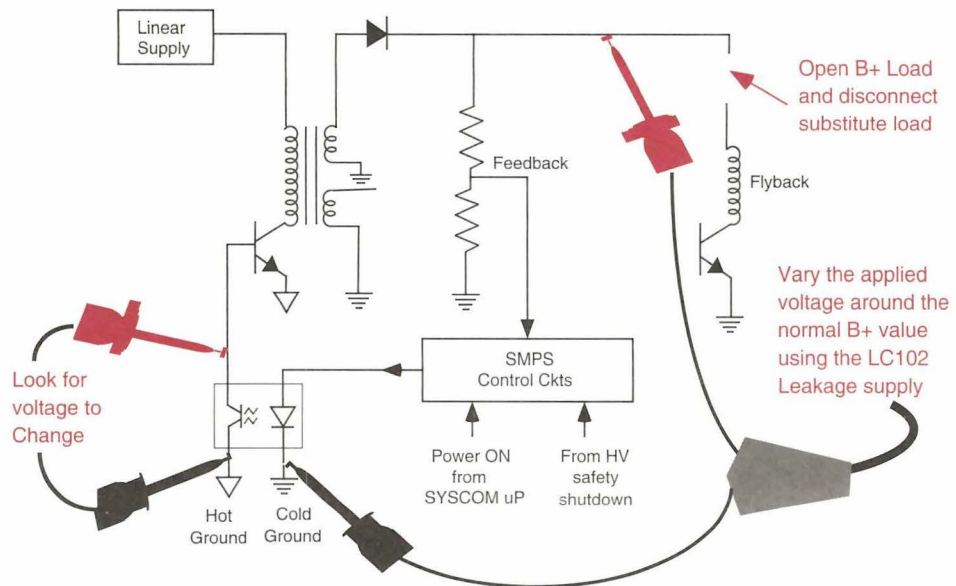 Linear
Supply
Open B+ Load
and disconnect
substitute load
Feedback
Flyback
Vary the applied
voltage around the
normal B+ value
using the LC102
Leakage supply
SMPS
Control Ckts
Look for
voltage to
Change
Power ON
from
SYSCOM uP
From HV
safety
shutdown
Hot
Ground
Cold
Ground